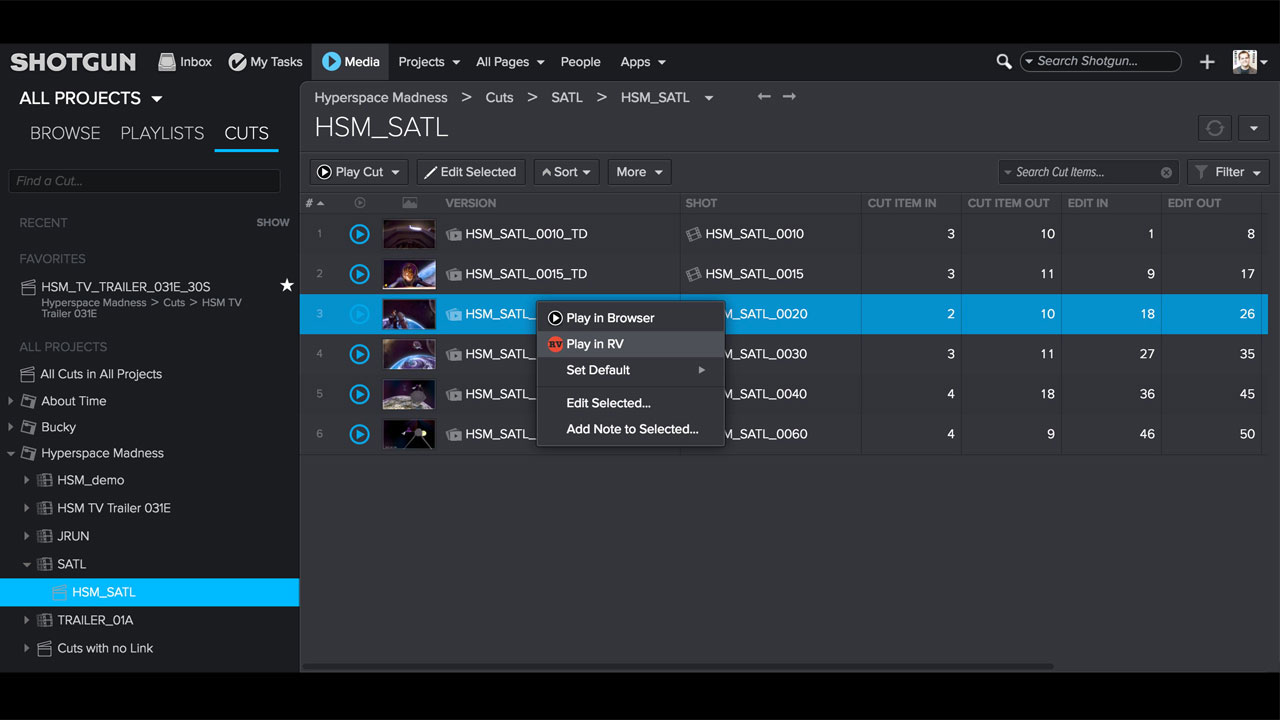 SHOTGUN Inbox My Tasks Media Projects All Pages People Apps Search Shotgun...
ALL PROJECTS
BROWSE PLAYLISTS CUTS
Find a Cut...
RECENT SHOW
FAVORITES
HSM_TV_TRAILER_031E_30S
Hyperspace Madness > Cuts > HSM TV
Trailer 031E
ALL PROJECTS
All Cuts in All Projects
About Time
Bucky
Hyperspace Madness
HSM_demo
HSM TV Trailer 031E
JRUN
SATL
HSM_SATL
TRAILER_01A
Cuts with no Link
Hyperspace Madness > Cuts > SATL > HSM_SATL
HSM_SATL
Play Cut Edit Selected Sort More Search Cut Items... Filter
# VERSION SHOT CUT ITEM IN CUT ITEM OUT EDIT IN EDIT OUT
1 HSM_SATL_0010_TD HSM_SATL_0010 3 10 1 8
2 HSM_SATL_0015_TD HSM_SATL_0015 3 11 9 17
3 HSM_SATL_ M_SATL_0020 2 10 18 26
4 HSM_SATL_ M_SATL_0030 3 11 27 35
5 HSM_SATL_ M_SATL_0040 4 18 36 45
6 HSM_SATL_ M_SATL_0060 4 9 46 50
Play in Browser
RV Play in RV
Set Default
Edit Selected...
Add Note to Selected...